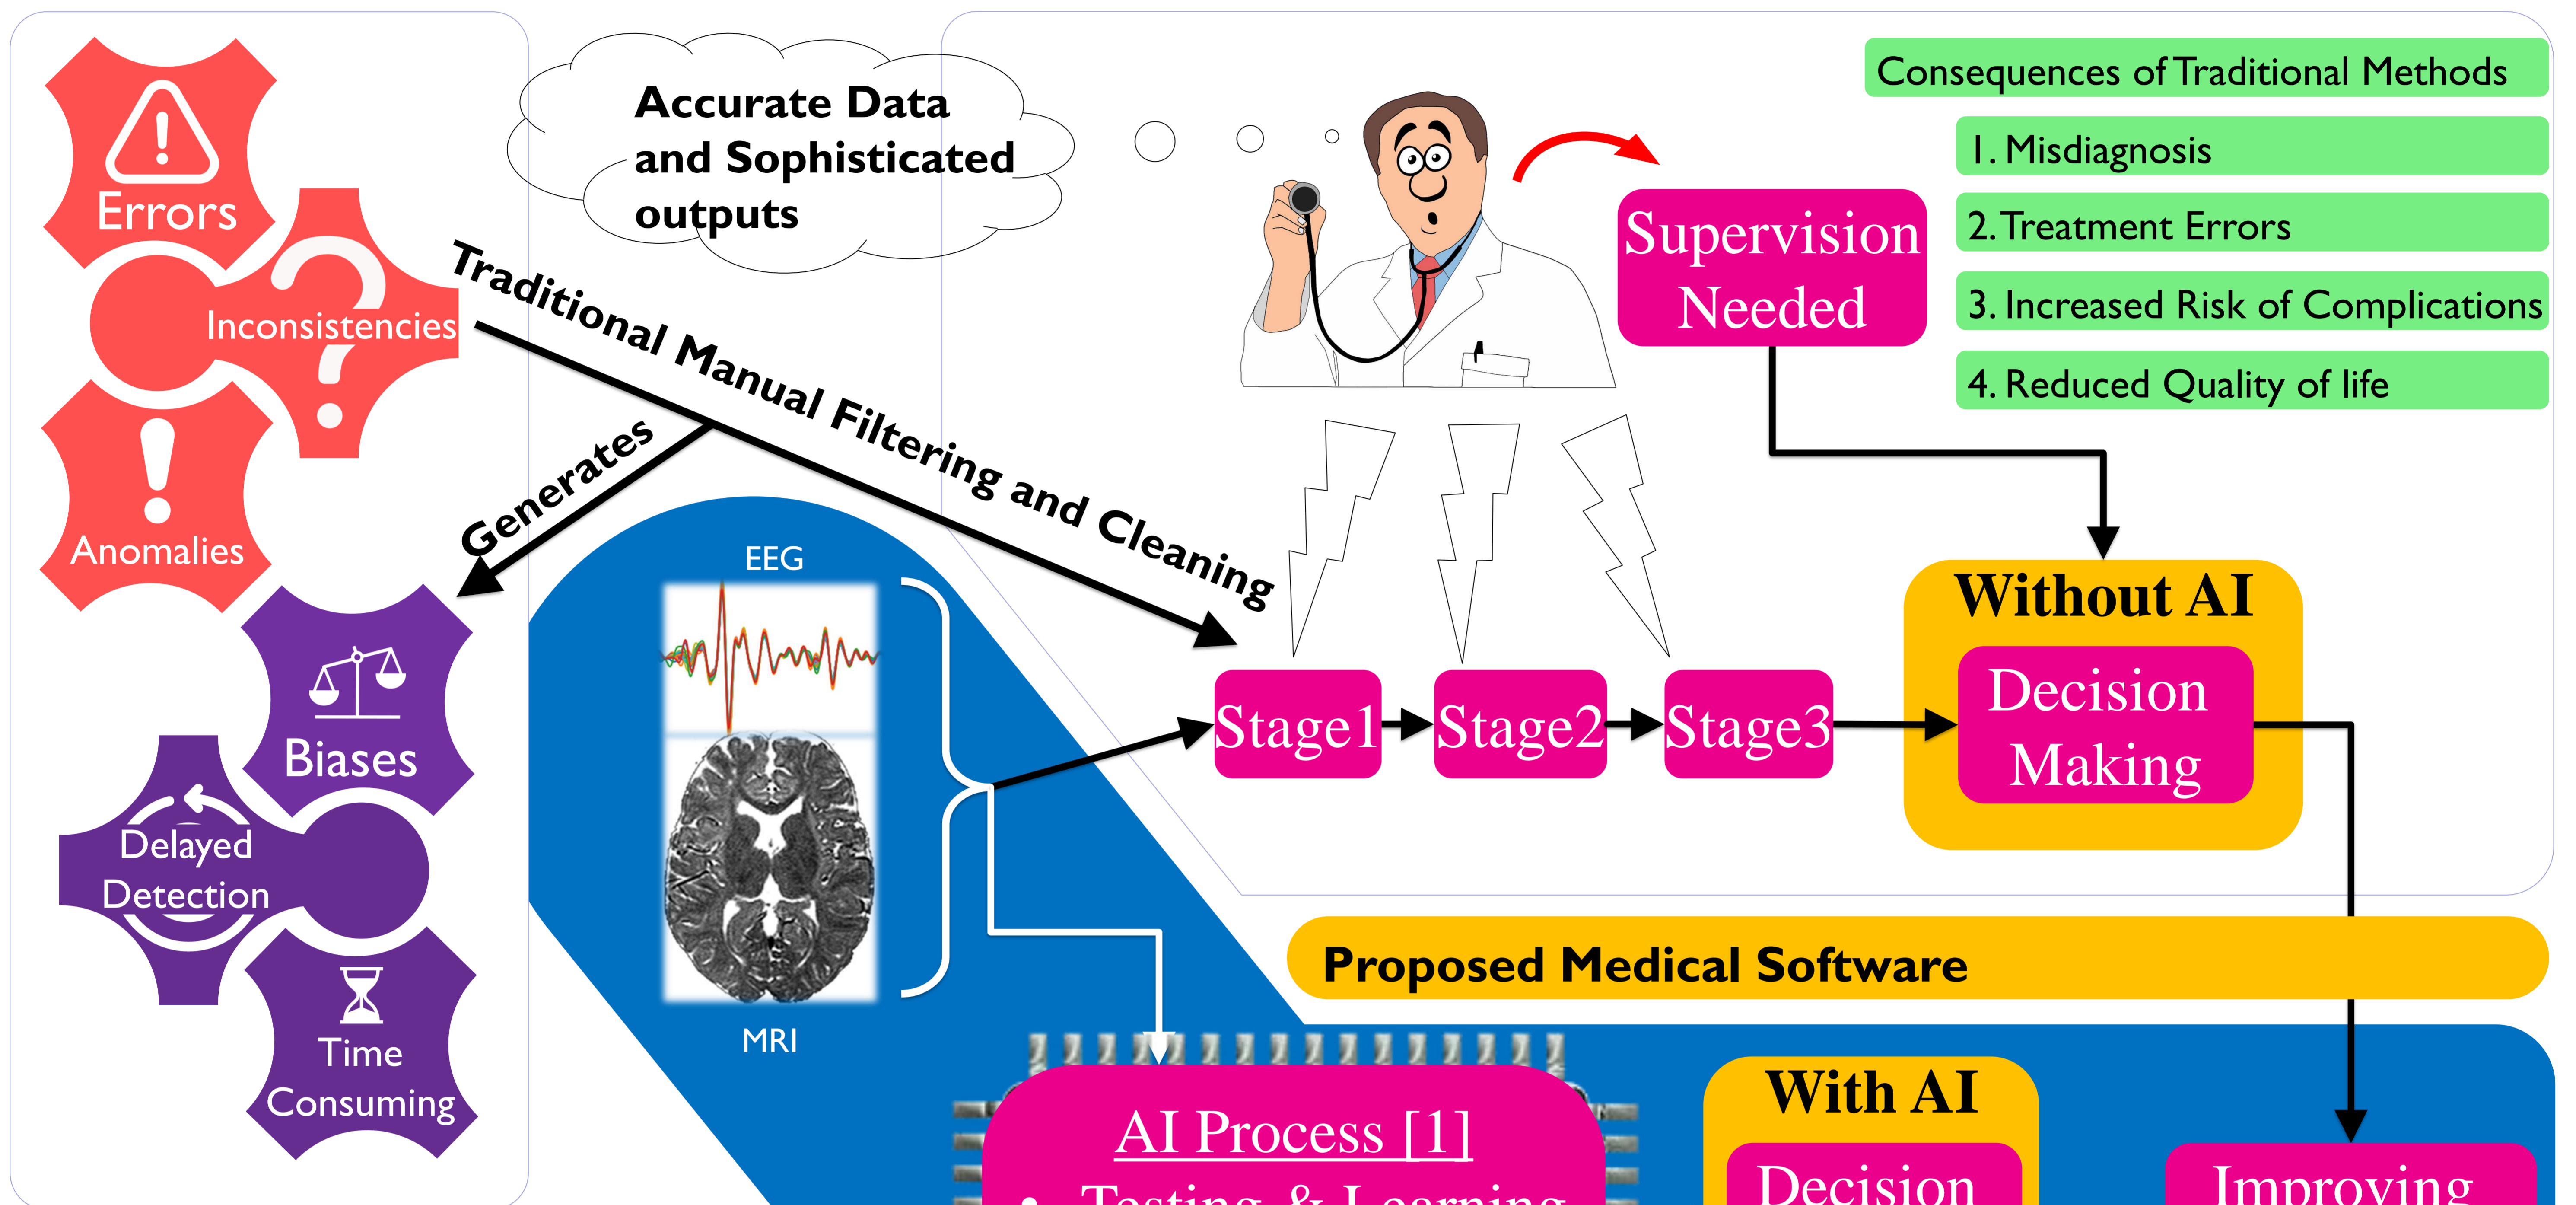 Errors
Inconsistencies
Anomalies
Biases
Delayed
Detection
Time
Consuming
Accurate Data
and Sophisticated
outputs
Traditional Manual Filtering and Cleaning
Generates
EEG
MRI
Supervision
Needed
Consequences of Traditional Methods
1. Misdiagnosis
2. Treatment Errors
3. Increased Risk of Complications
4. Reduced Quality of life
Stage1
Stage2
Stage3
Without AI
Decision
Making
Proposed Medical Software
AI Process [1]
• Testing & Learning
With AI
Decision
Improving